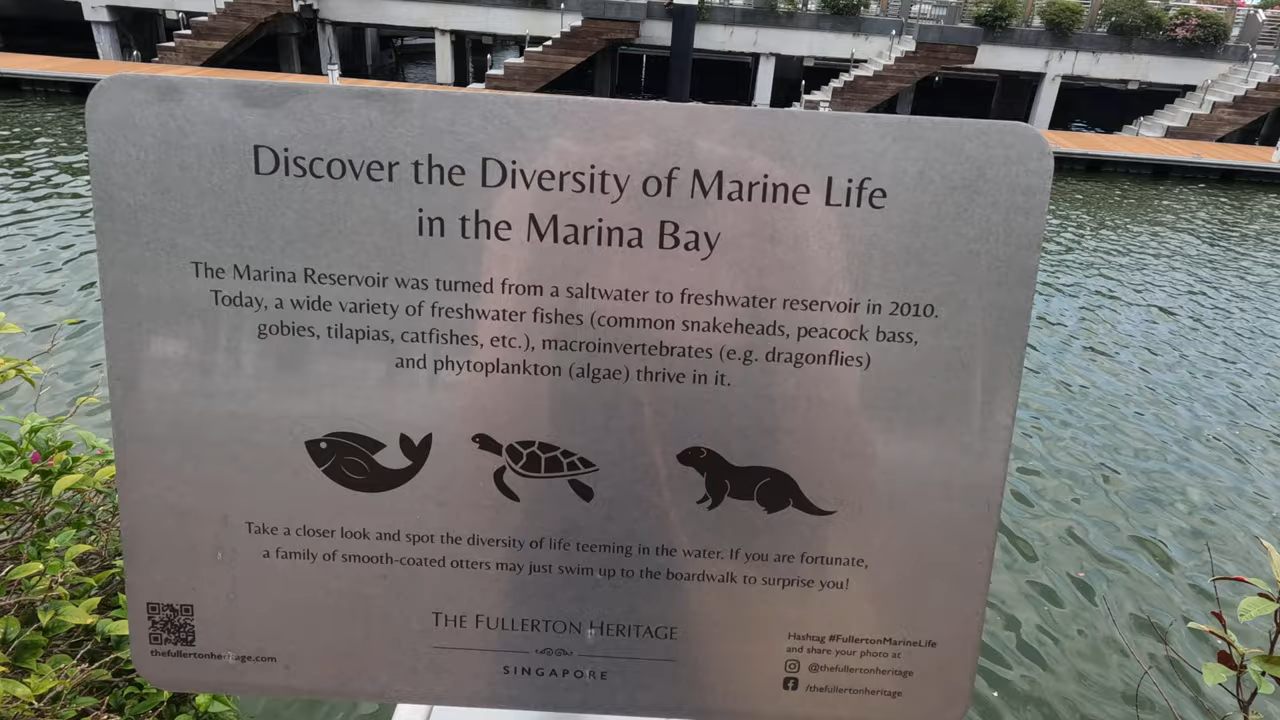 Discover the Diversity of Marine Life
in the Marina Bay
The Marina Reservoir was turned from a saltwater to freshwater reservoir in 2010.
Today, a wide variety of freshwater fishes (common snakeheads, peacock bass,
gobies, tilapias, catfishes, etc.), macroinvertebrates (e.g. dragonflies)
and phytoplankton (algae) thrive in it.
Take a closer look and spot the diversity of life teeming in the water. If you are fortunate,
a family of smooth-coated otters may just swim up to the boardwalk to surprise you!
THE FULLERTON HERITAGE
SINGAPORE
thefullertonheritage.com
Hashtag #FullertonMarineLife
and share your photo at
@thefullertonheritage
/thefullertonheritage